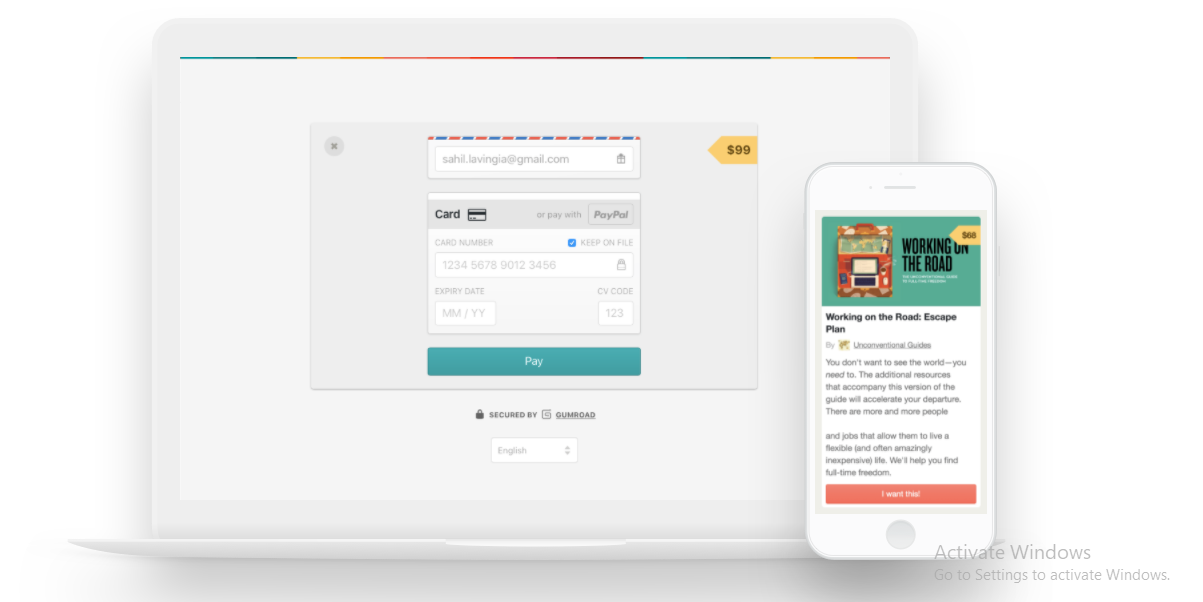 $99
sahil.lavingia@gmail.com
Card or pay with PayPal
CARD NUMBER KEEP ON FILE
1234 5678 9012 3456
EXPIRY DATE CV CODE
MM / YY 123
Pay
SECURED BY GUMROAD
English
$68
WORKING ON
THE ROAD
THE UNCONVENTIONAL GUIDE
TO FULL-TIME FREEDOM
Working on the Road: Escape
Plan
By Unconventional Guides
You don't want to see the world—you
need to. The additional resources
that accompany this version of the
guide will accelerate your departure.
There are more and more people
and jobs that allow them to live a
flexible (and often amazingly
inexpensive) life. We'll help you find
full-time freedom.
I want this!
Activate Windows
Go to Settings to activate Windows.